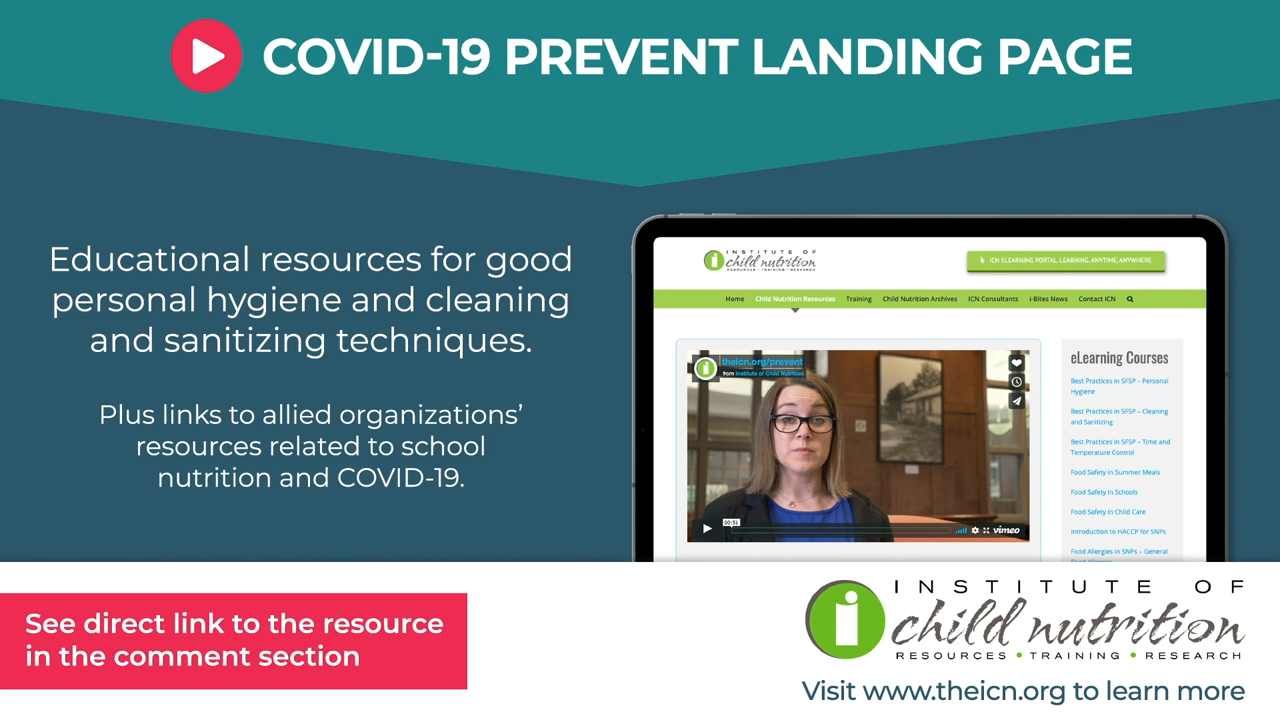 COVID-19 PREVENT LANDING PAGE
Educational resources for good
personal hygiene and cleaning
and sanitizing techniques.
Plus links to allied organizations’
resources related to school
nutrition and COVID-19.
INSTITUTE OF
child nutrition
RESOURCES • TRAINING • RESEARCH
ICN ELEARNING PORTAL. LEARNING, ANYTIME, ANYWHERE.
Home Child Nutrition Resources Training Child Nutrition Archives ICN Consultants i-Bites News Contact ICN
theicn.org/prevent
from Institute of Child Nutrition
00:51
vimeo
eLearning Courses
Best Practices in SFSP – Personal
Hygiene
Best Practices in SFSP – Cleaning
and Sanitizing
Best Practices in SFSP – Time and
Temperature Control
Food Safety in Summer Meals
Food Safety in Schools
Food Safety in Child Care
Introduction to HACCP for SNPs
Food Allergies in SNPs – General
See direct link to the resource
in the comment section
INSTITUTE OF
child nutrition
RESOURCES • TRAINING • RESEARCH
Visit www.theicn.org to learn more